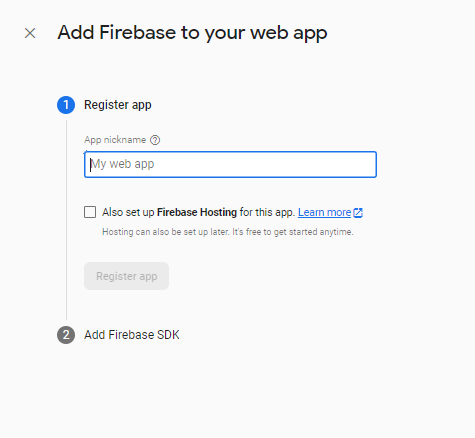 Add Firebase to your web app
1 Register app
App nickname
My web app
Also set up Firebase Hosting for this app. Learn more
Hosting can also be set up later. It's free to get started anytime.
Register app
2 Add Firebase SDK